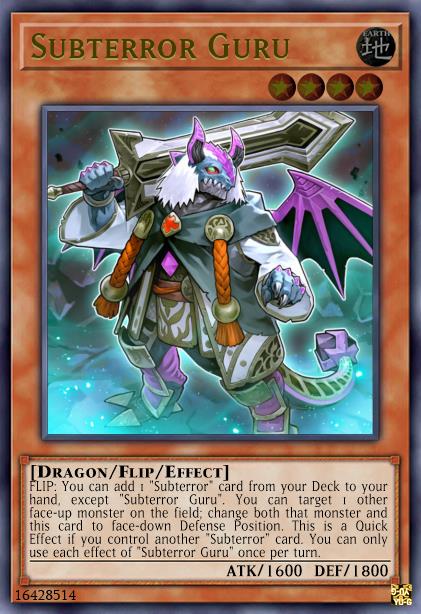 Subterror Guru
EARTH
地
[Dragon/Flip/Effect]
FLIP: You can add 1 "Subterror" card from your Deck to your
hand, except "Subterror Guru". You can target 1 other
face-up monster on the field; change both that monster and
this card to face-down Defense Position. This is a Quick
Effect if you control another "Subterror" card. You can only
use each effect of "Subterror Guru" once per turn.
ATK/1600 DEF/1800
16428514